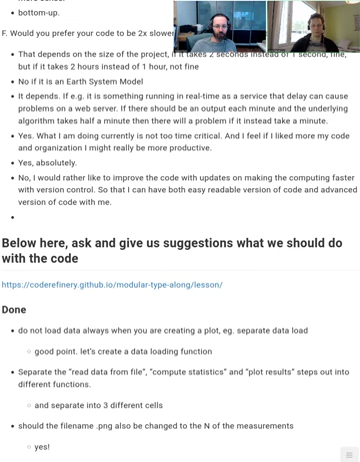 bottom-up.
F. Would you prefer your code to be 2x slower
That depends on the size of the project, if it takes 2 seconds instead of 1 second, fine,
but if it takes 2 hours instead of 1 hour, not fine
No if it is an Earth System Model
It depends. If e.g. it is something running in real-time as a service that delay can cause
problems on a web server. If there should be an output each minute and the underlying
algorithm takes half a minute then there will a problem if it instead take a minute.
Yes. What I am doing currently is not too time critical. And I feel if I liked more my code
and organization I might really be more productive.
Yes, absolutely.
No, I would rather like to improve the code with updates on making the computing faster
with version control. So that I can have both easy readable version of code and advanced
version of code with me.
Below here, ask and give us suggestions what we should do
with the code
https://coderefinery.github.io/modular-type-along/lesson/
Done
do not load data always when you are creating a plot, eg. separate data load
good point. let's create a data loading function
Separate the "read data from file", "compute statistics" and "plot results" steps out into
different functions.
and separate into 3 different cells
should the filename .png also be changed to the N of the measurements
yes!